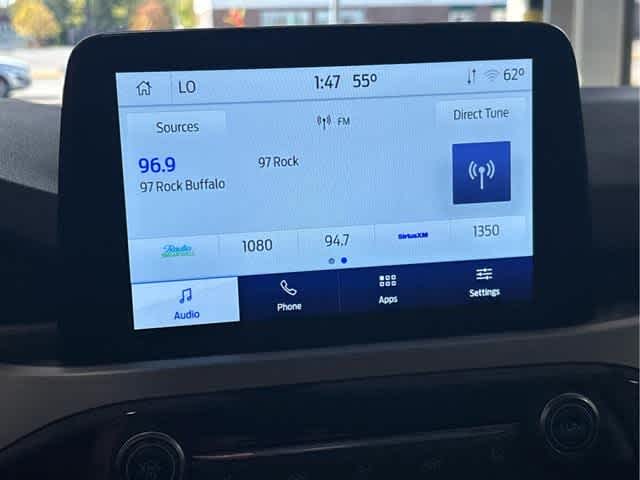 LO 1:47 55° 62°
Sources FM Direct Tune
96.9 97 Rock
97 Rock Buffalo
1080 94.7 SiriusXM 1350
Audio Phone Apps Settings